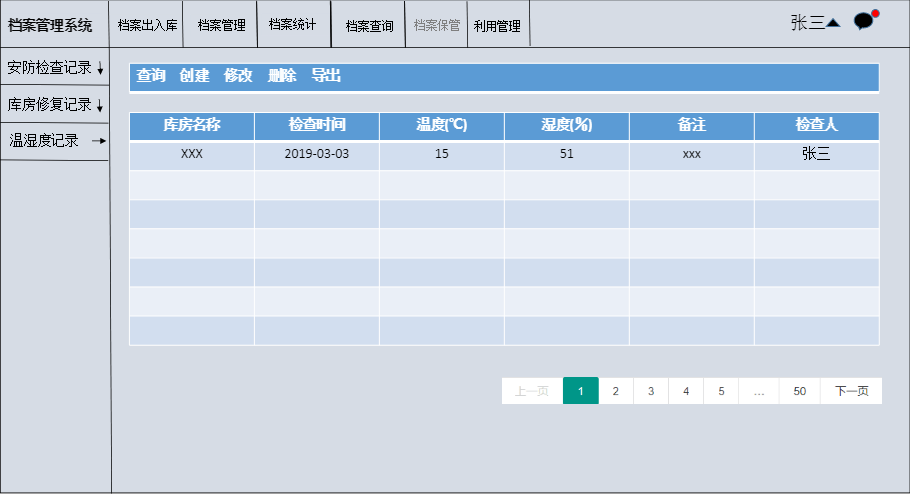 档案管理系统 档案出入库 档案管理 档案统计 档案查询 档案保管 利用管理 张三
安防检查记录
库房修复记录
温湿度记录
查询 创建 修改 删除 导出
库房名称 检查时间 温度(℃) 湿度(%) 备注 检查人
XXX 2019-03-03 15 51 xxx 张三
上一页 1 2 3 4 5 … 50 下一页